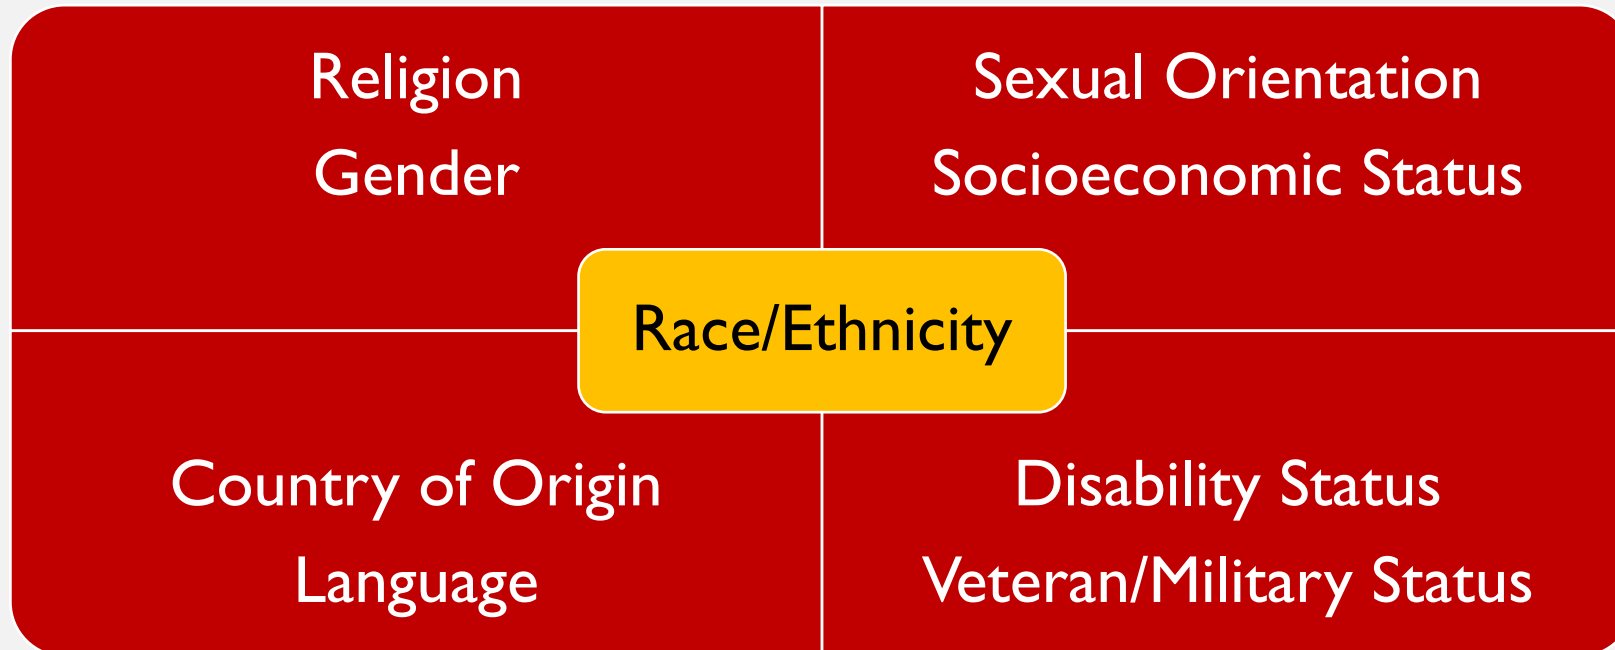 Religion
Gender
Sexual Orientation
Socioeconomic Status
Race/Ethnicity
Country of Origin
Language
Disability Status
Veteran/Military Status